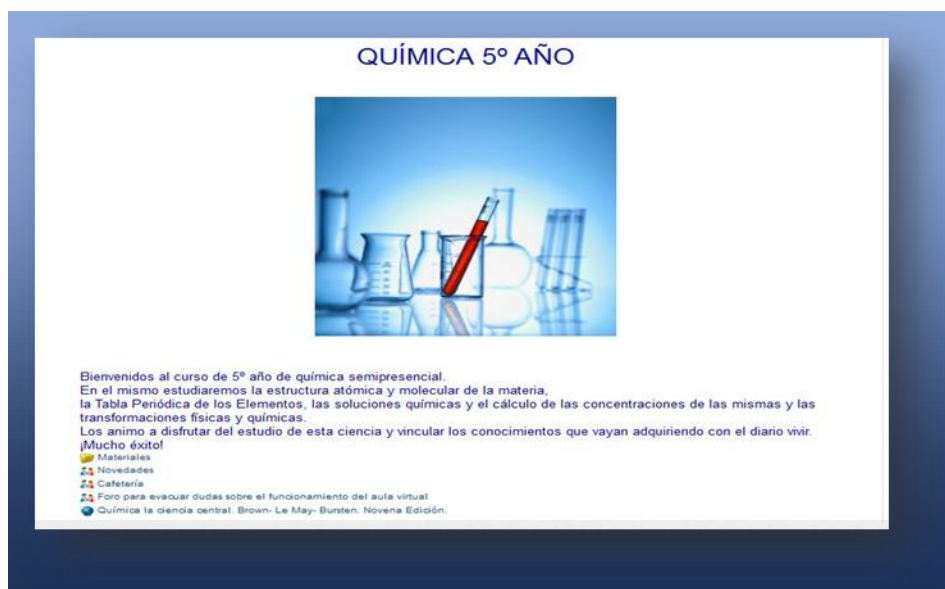 QUÍMICA 5º AÑO
Bienvenidos al curso de 5º año de química semipresencial.
En el mismo estudiaremos la estructura atómica y molecular de la materia,
la Tabla Periódica de los Elementos, las soluciones químicas y el cálculo de las concentraciones de las mismas y las
transformaciones físicas y químicas.
Los animo a disfrutar del estudio de esta ciencia y vincular los conocimientos que vayan adquiriendo con el diario vivir.
¡Mucho éxito!
Materiales
Novedades
Cafetería
Foro para evacuar dudas sobre el funcionamiento del aula virtual
Química la ciencia central. Brown- Le May- Bursten. Novena Edición.